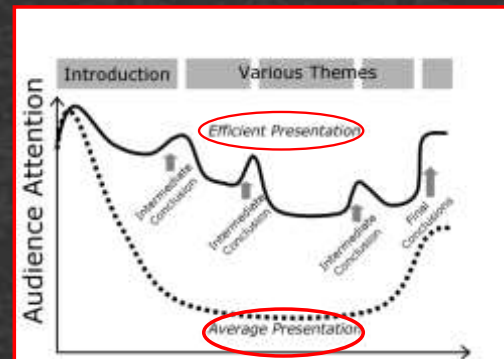 Introduction
Various Themes
Audience Attention
Efficient Presentation
Intermediate
Conclusion
Intermediate
Conclusion
Intermediate
Conclusion
Final
Conclusions
Average Presentation